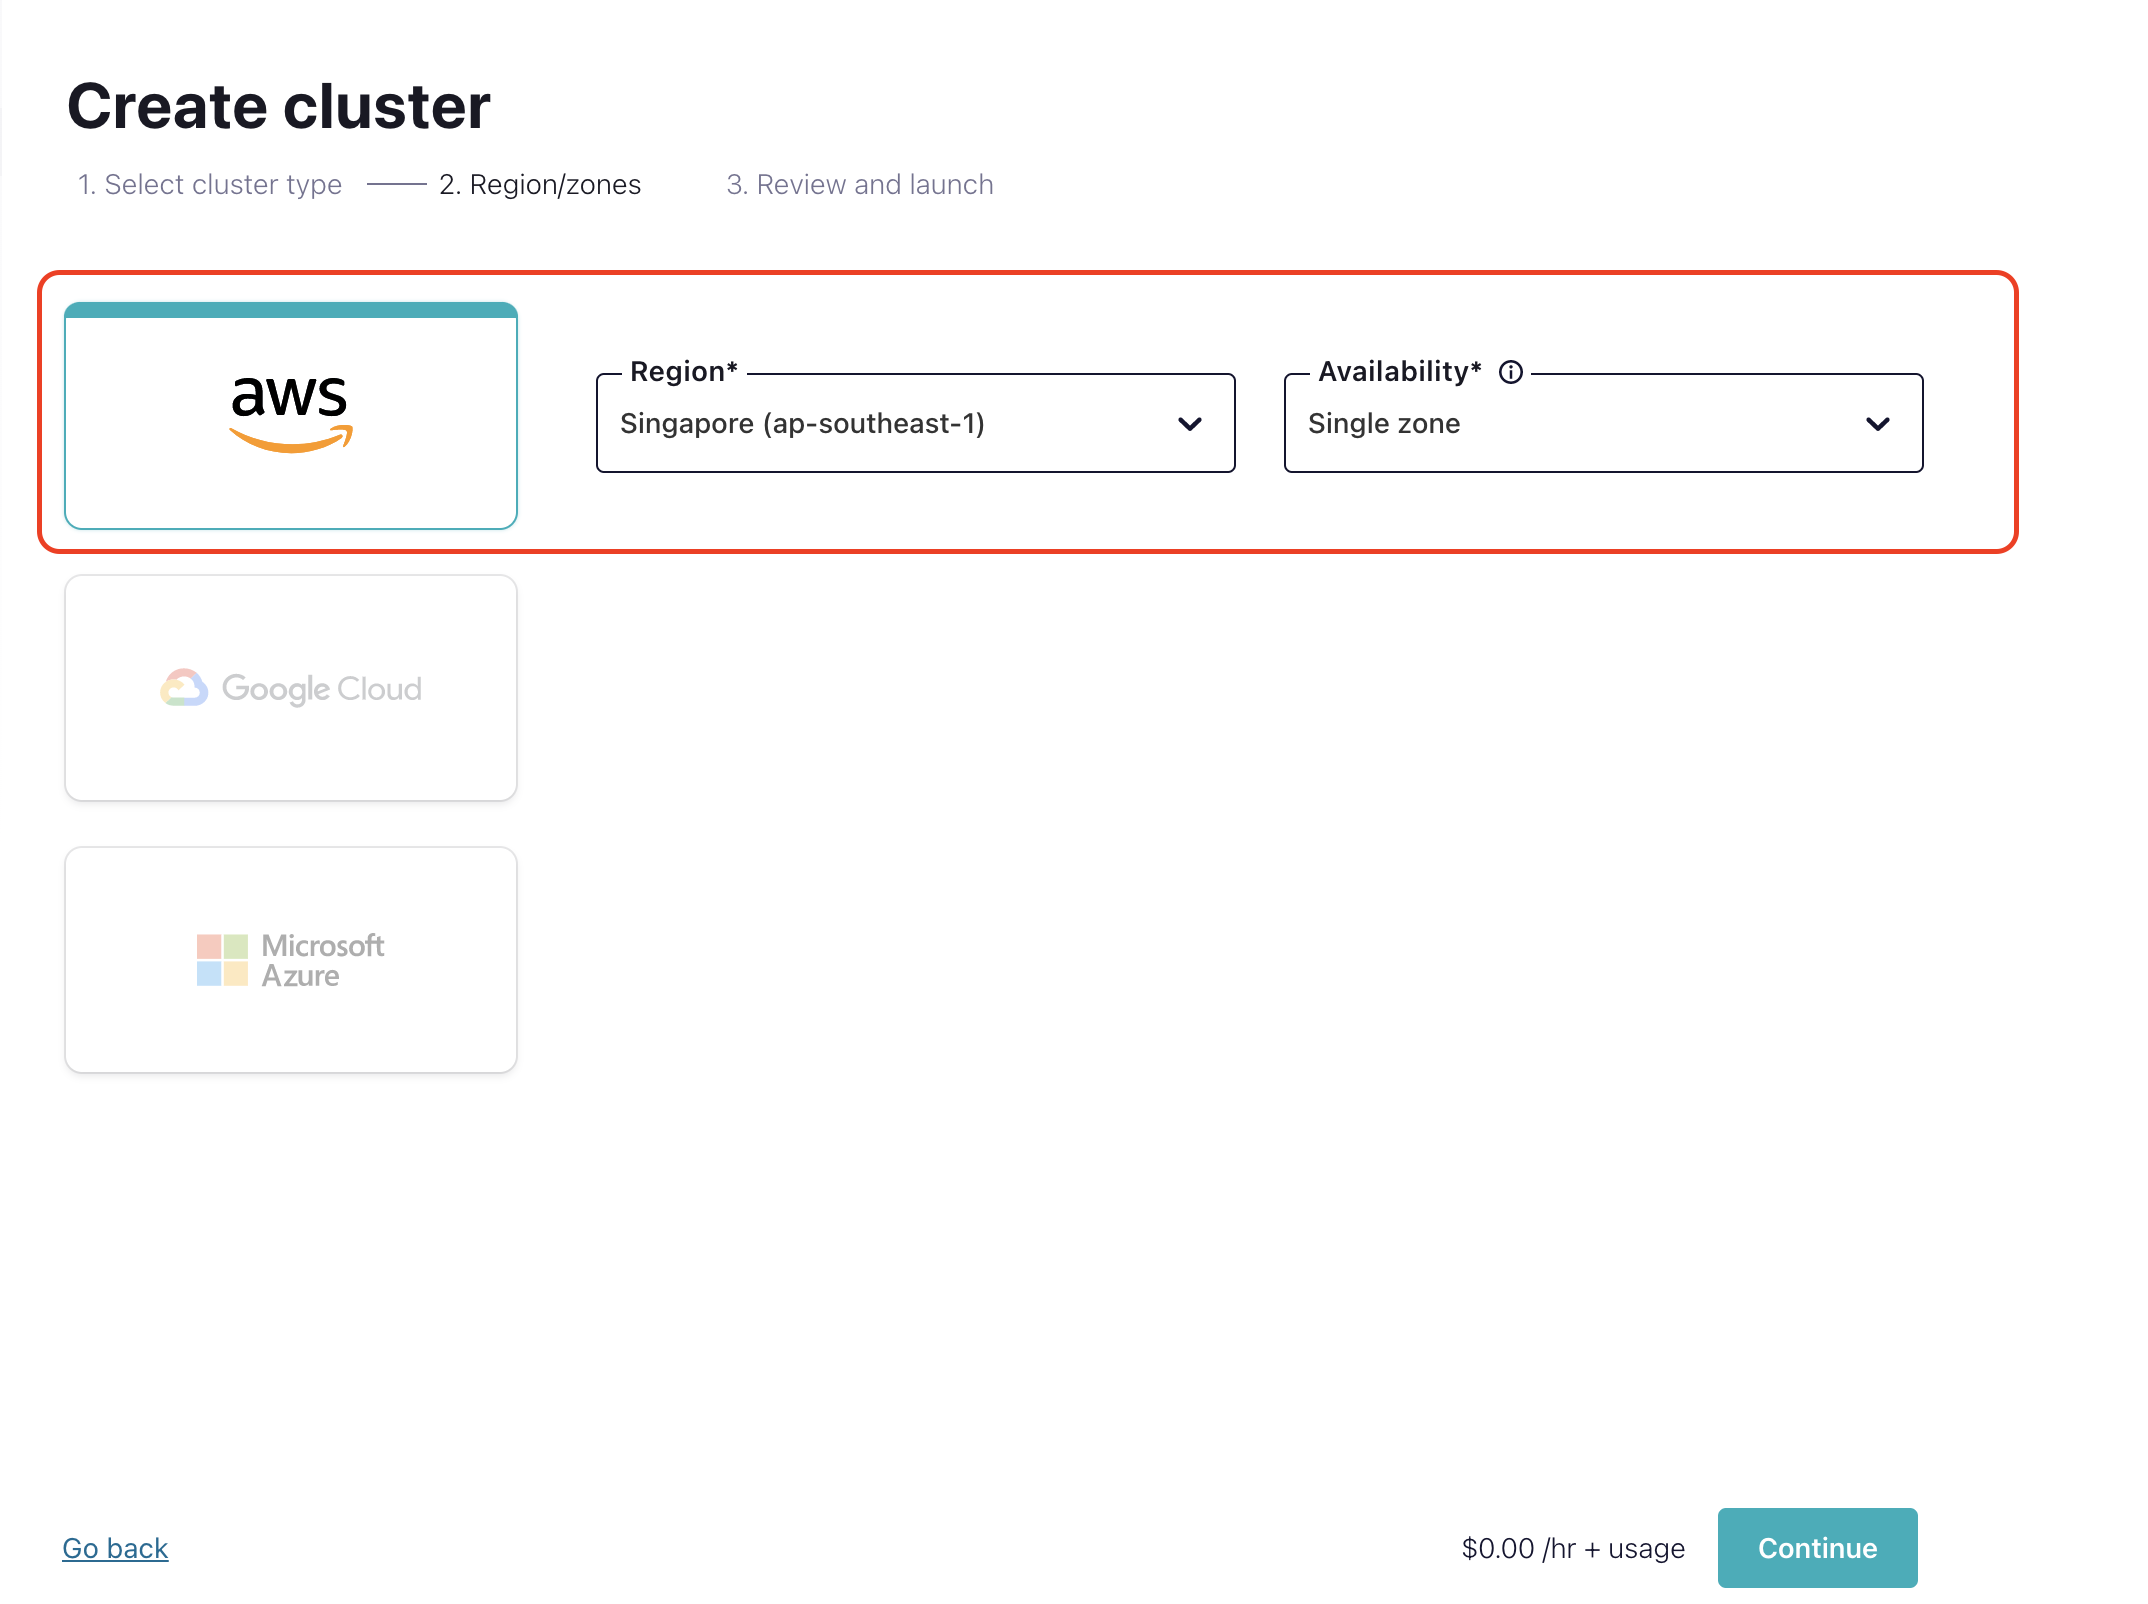 Create cluster
1. Select cluster type
2. Region/zones
3. Review and launch
aws
Region*
Singapore (ap-southeast-1)
Availability*
Single zone
Google Cloud
Microsoft
Azure
Go back
$0.00 /hr + usage
Continue